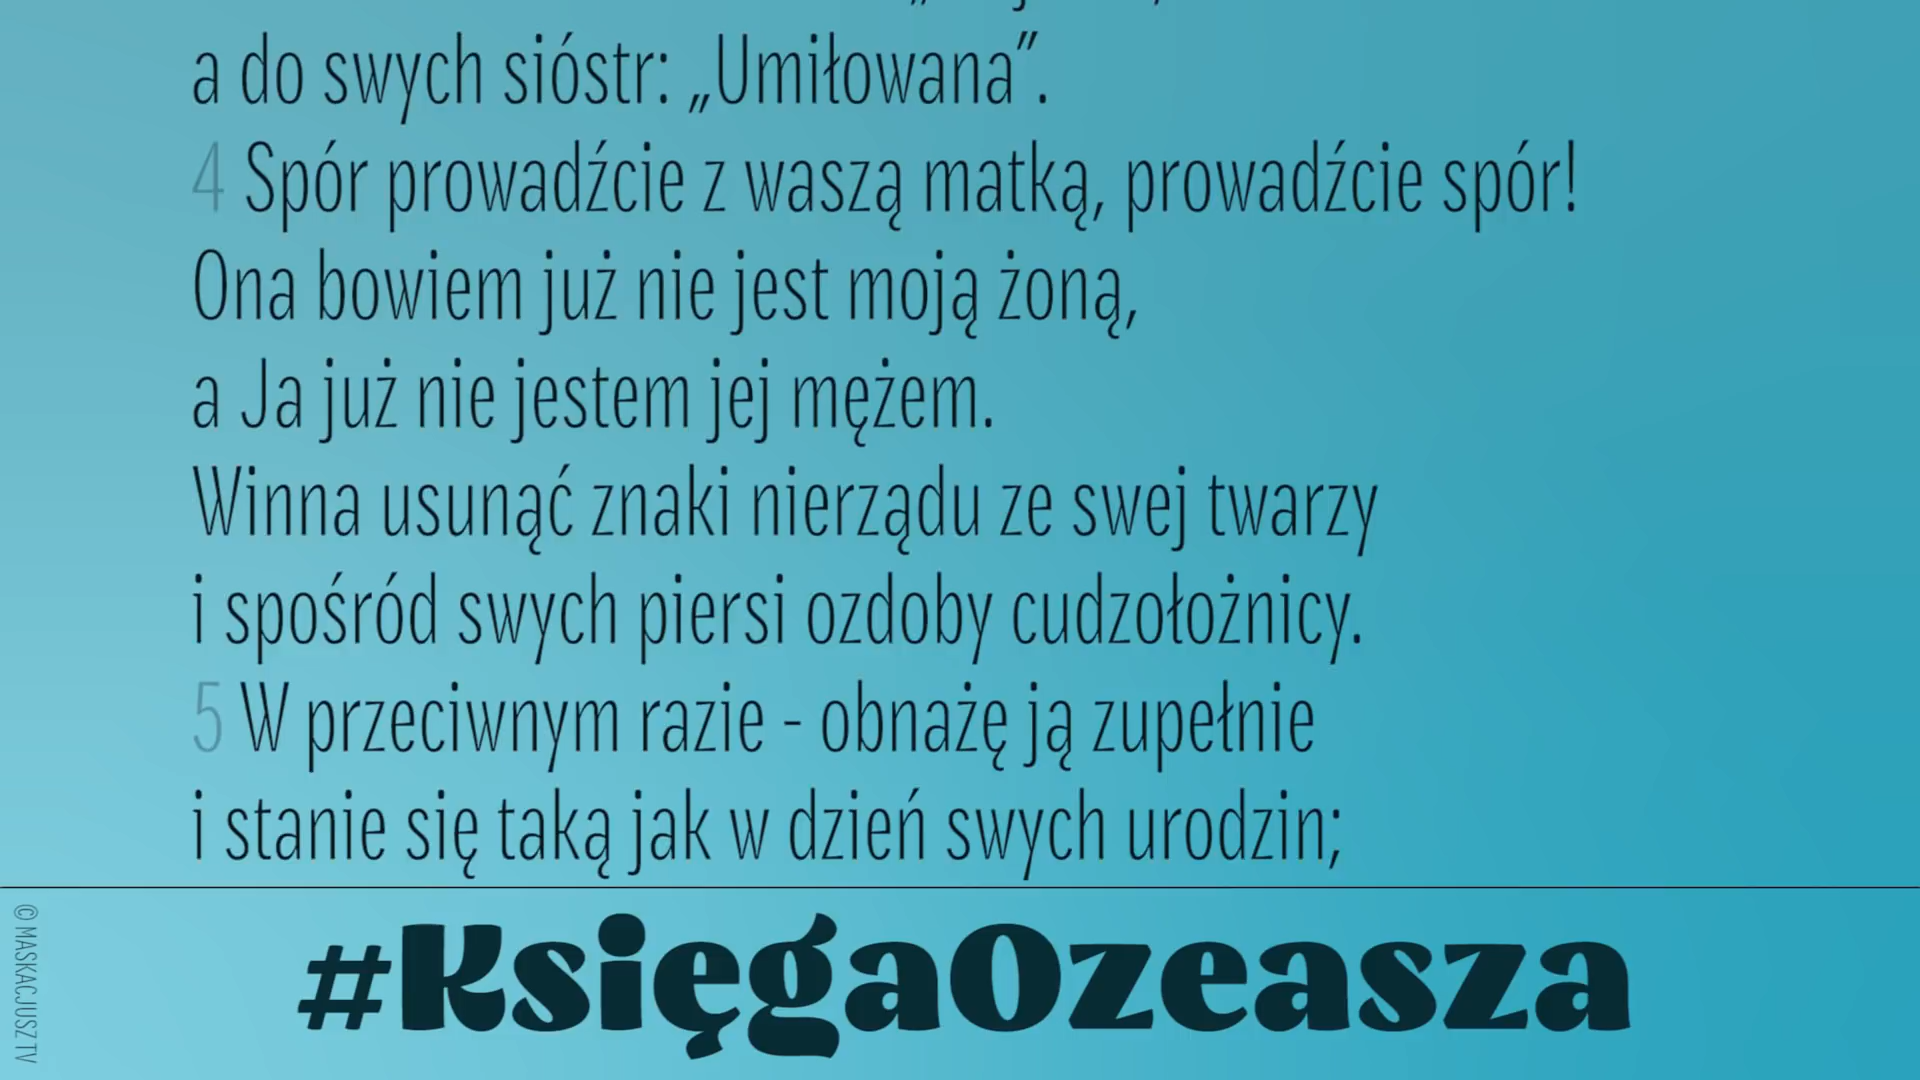 a do swych sióstr: „Umiłowana”.
4 Spór prowadźcie z waszą matką, prowadźcie spór!
Ona bowiem już nie jest moją żoną,
a Ja już nie jestem jej mężem.
Winna usunąć znaki nierządu ze swej twarzy
i spośród swych piersi ozdoby cudzołożnicy.
5 W przeciwnym razie - obnażę ją zupełnie
i stanie się taką jak w dzień swych urodzin;
#KsięgaOzeasza
© MASKACJUSZ TV